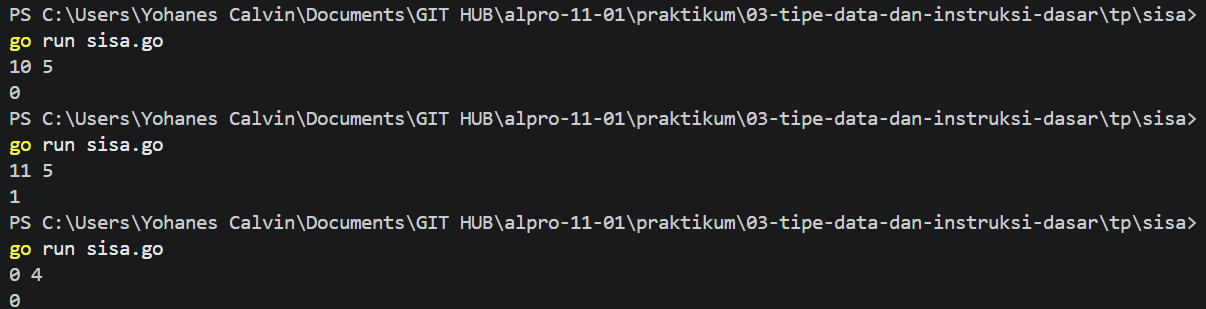 PS C:\Users\Yohanes Calvin\Documents\GIT HUB\alpro-11-01\praktikum\03-tipe-data-dan-instruksi-dasar\tp\sisa>
go run sisa.go
10 5
0
PS C:\Users\Yohanes Calvin\Documents\GIT HUB\alpro-11-01\praktikum\03-tipe-data-dan-instruksi-dasar\tp\sisa>
go run sisa.go
11 5
1
PS C:\Users\Yohanes Calvin\Documents\GIT HUB\alpro-11-01\praktikum\03-tipe-data-dan-instruksi-dasar\tp\sisa>
go run sisa.go
0 4
0